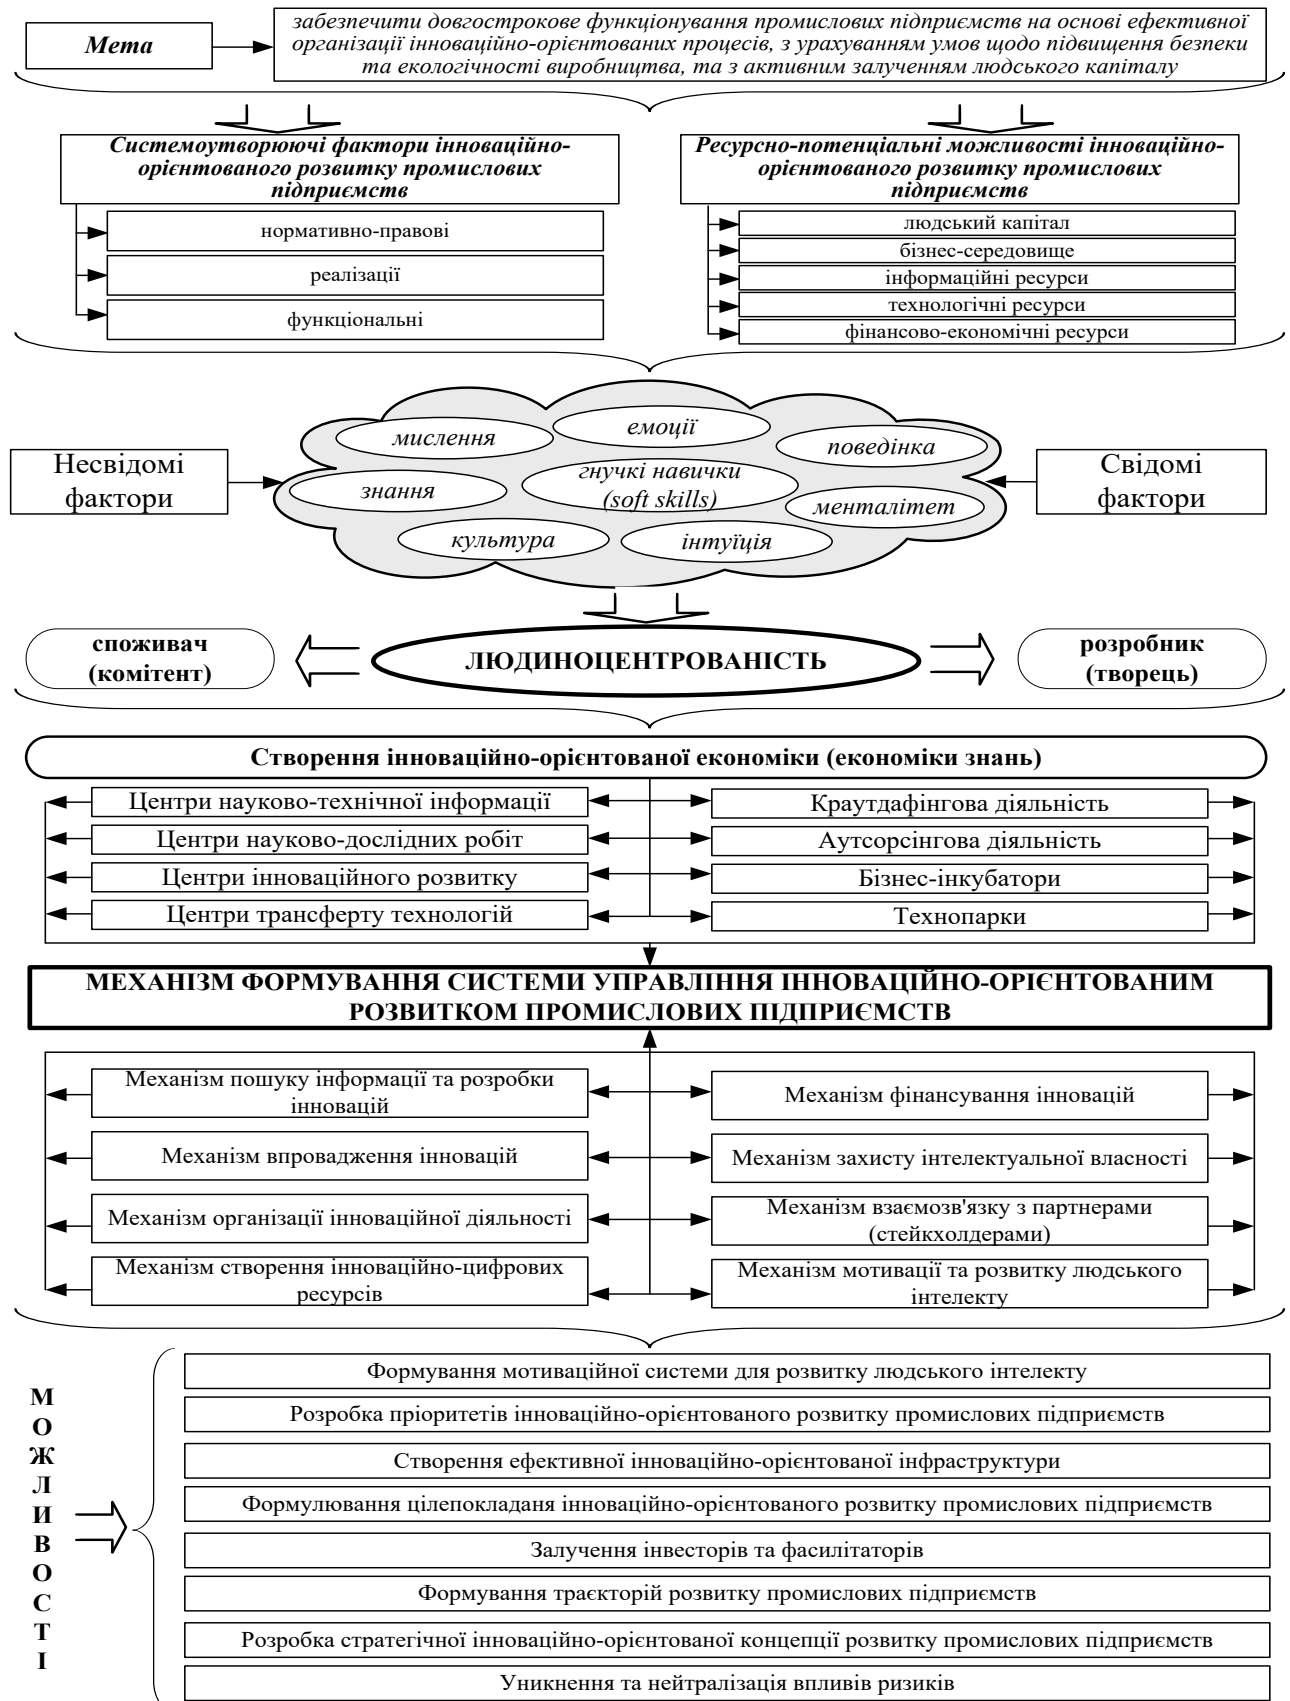 Мета
забезпечити довгострокове функціонування промислових підприємств на основі ефективної
організації інноваційно-орієнтованих процесів, з урахуванням умов щодо підвищення безпеки
та екологічності виробництва, та з активним залученням людського капіталу
Системоутворюючі фактори інноваційно-
орієнтованого розвитку промислових
підприємств
нормативно-правові
реалізації
функціональні
Ресурсно-потенціальні можливості інноваційно-
орієнтованого розвитку промислових
підприємств
людський капітал
бізнес-середовище
інформаційні ресурси
технологічні ресурси
фінансово-економічні ресурси
Несвідомі
фактори
мислення
емоції
поведінка
знання
гнучкі навички
(soft skills)
менталітет
культура
інтуїція
Свідомі
фактори
споживач
(комітент)
ЛЮДИНОЦЕНТРОВАНІСТЬ
розробник
(творець)
Створення інноваційно-орієнтованої економіки (економіки знань)
Центри науково-технічної інформації
Центри науково-дослідних робіт
Центри інноваційного розвитку
Центри трансферту технологій
Краутдафінгова діяльність
Аутсорсінгова діяльність
Бізнес-інкубатори
Технопарки
МЕХАНІЗМ ФОРМУВАННЯ СИСТЕМИ УПРАВЛІННЯ ІННОВАЦІЙНО-ОРІЄНТОВАНИМ
РОЗВИТКОМ ПРОМИСЛОВИХ ПІДПРИЄМСТВ
Механізм пошуку інформації та розробки
інновацій
Механізм впровадження інновацій
Механізм організації інноваційної діяльності
Механізм створення інноваційно-цифрових
ресурсів
Механізм фінансування інновацій
Механізм захисту інтелектуальної власності
Механізм взаємозв'язку з партнерами
(стейкхолдерами)
Механізм мотивації та розвитку людського
інтелекту
МОЖЛИВОСТІ
Формування мотиваційної системи для розвитку людського інтелекту
Розробка пріоритетів інноваційно-орієнтованого розвитку промислових підприємств
Створення ефективної інноваційно-орієнтованої інфраструктури
Формулювання цілепокладаня інноваційно-орієнтованого розвитку промислових підприємств
Залучення інвесторів та фасилітаторів
Формування траєкторій розвитку промислових підприємств
Розробка стратегічної інноваційно-орієнтованої концепції розвитку промислових підприємств
Уникнення та нейтралізація впливів ризиків